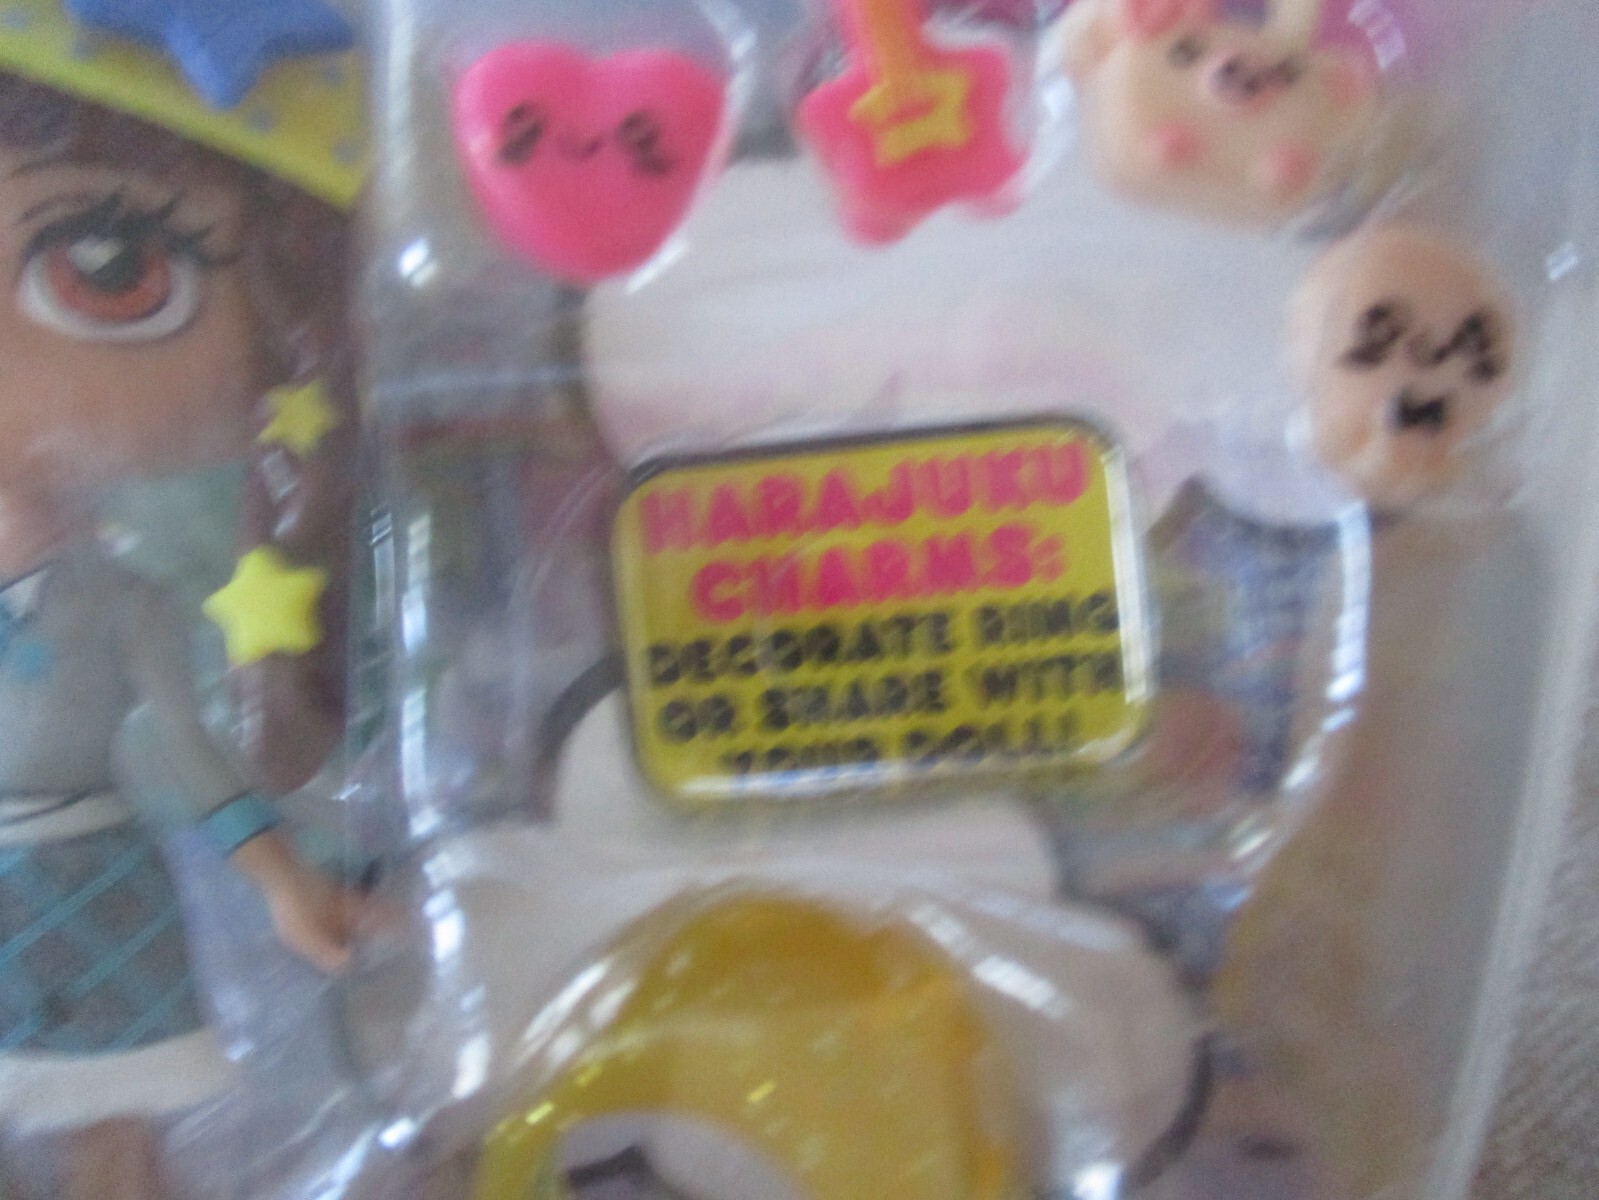 HARAJUKU
CHARMS:
DECORATE RING
OR SHARE WITH
YOUR DOLL!